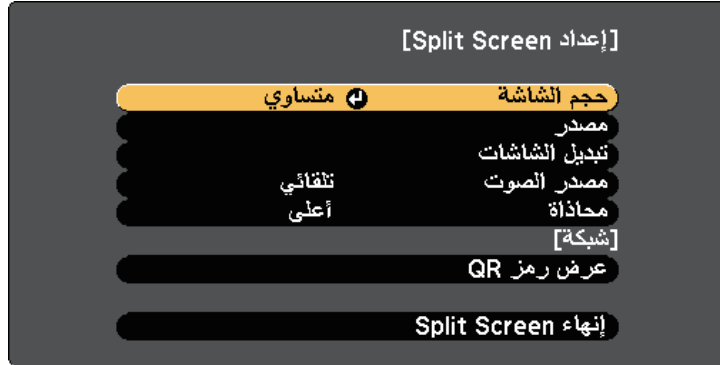 [إعداد Split Screen]
حجم الشاشة متساوي
مصدر
تبديل الشاشات
مصدر الصوت تلقائي
محاذاة أعلى
[شبكة]
عرض رمز QR
إنهاء Split Screen